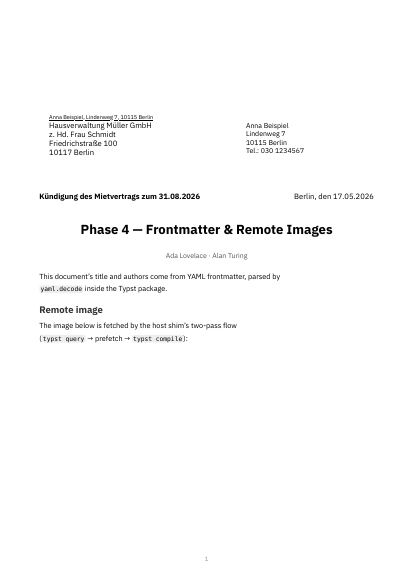 Anna Beispiel, Lindenweg 7, 10115 Berlin
Hausverwaltung Müller GmbH
z. Hd. Frau Schmidt
Friedrichstraße 100
10117 Berlin
Anna Beispiel
Lindenweg 7
10115 Berlin
Tel.: 030 1234567
Kündigung des Mietvertrags zum 31.08.2026
Berlin, den 17.05.2026
Phase 4 — Frontmatter & Remote Images
Ada Lovelace · Alan Turing
This document's title and authors come from YAML frontmatter, parsed by
yaml.decode inside the Typst package.
Remote image
The image below is fetched by the host shim's two-pass flow
(typst query → prefetch → typst compile):
1